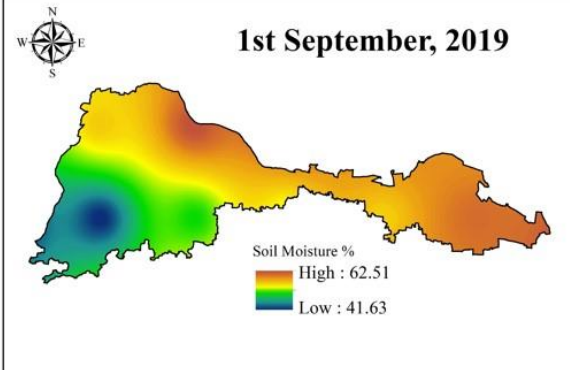 N
W E
S
1st September, 2019
Soil Moisture %
High : 62.51
Low : 41.63